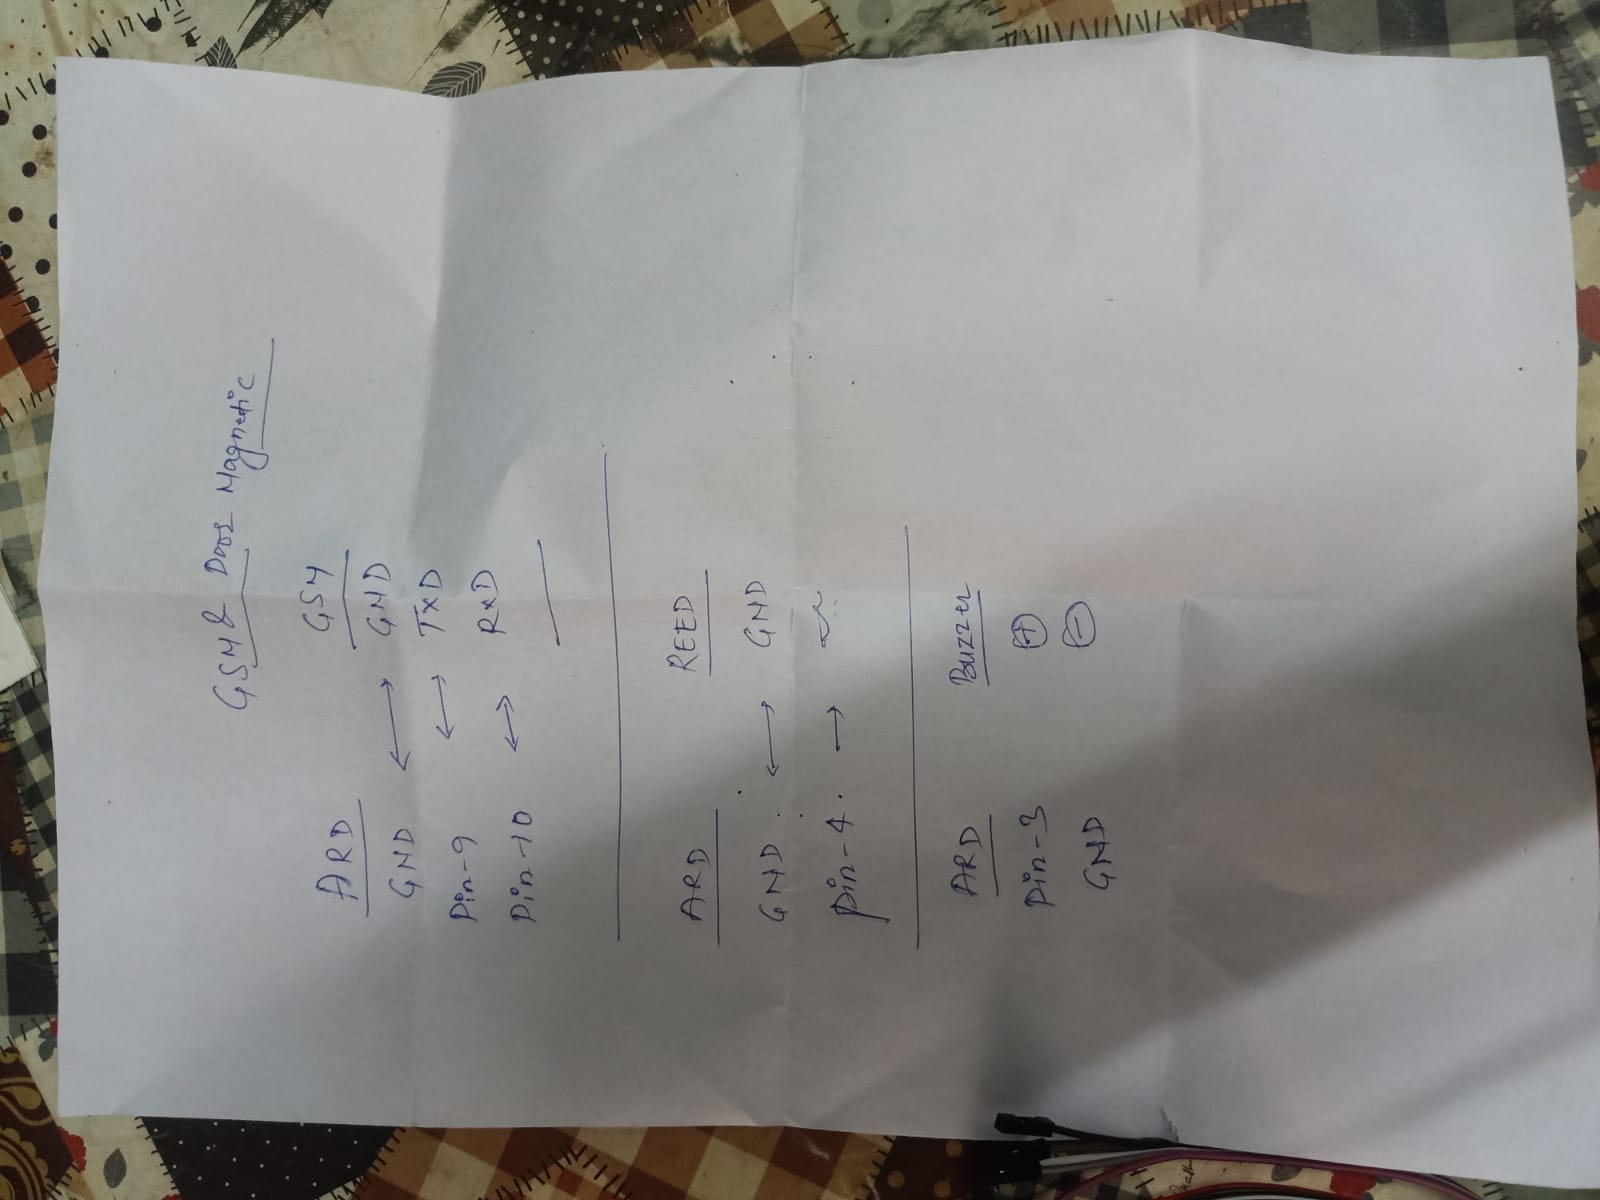 GSM & Door Magnetic
ARD GSM
GND ⟷ GND
Pin-9 ⟷ TXD
Pin-10 ⟷ RXD
ARD REED
GND ⟷ GND
Pin-4 →
ARD Buzzer
Pin-3 +
GND -